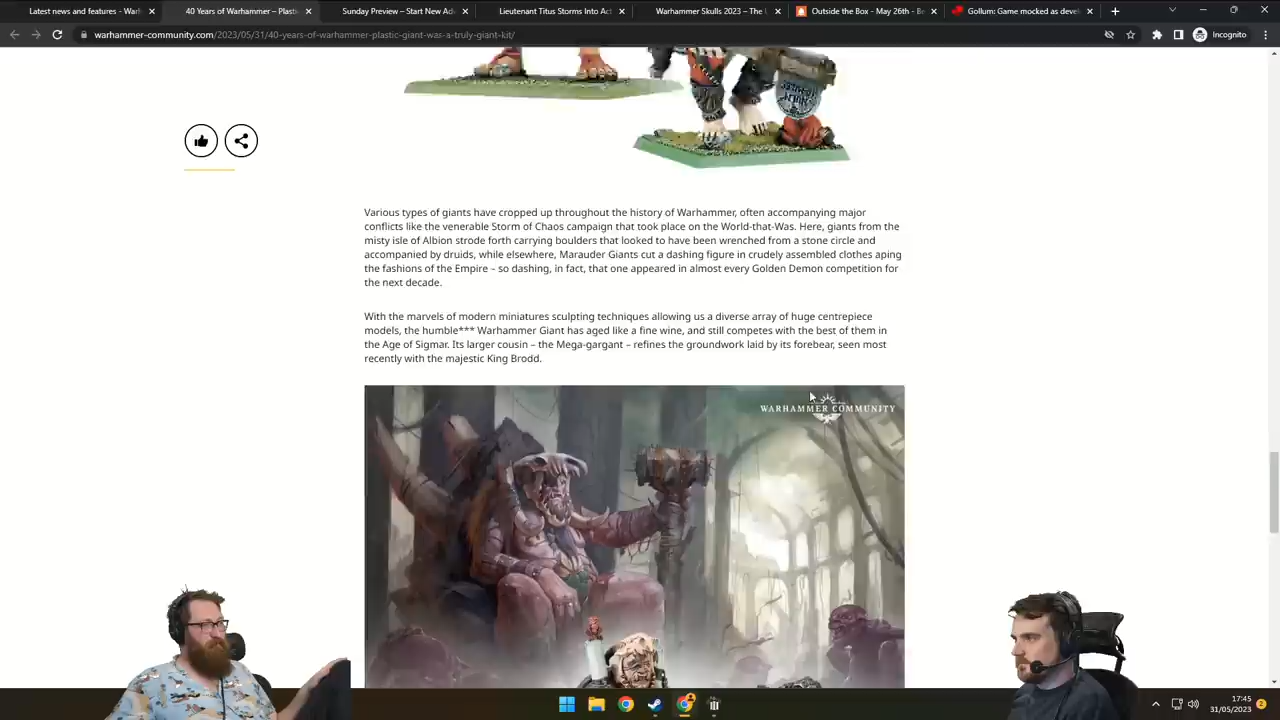 Latest news and features - War
40 Years of Warhammer – Plasti
Sunday Preview – Start New Ad
Lieutenant Titus Storms Into Act
Warhammer Skulls 2023 – The U
Outside the Box - May 26th - B
Gollum: Game mocked as deve
warhammer-community.com/2023/05/31/40-years-of-warhammer-plastic-giant-was-a-truly-giant-kit/
Incognito
Various types of giants have cropped up throughout the history of Warhammer, often accompanying major
conflicts like the venerable Storm of Chaos campaign that took place on the World-that-Was. Here, giants from the
misty isle of Albion strode forth carrying boulders that looked to have been wrenched from a stone circle and
accompanied by druids, while elsewhere, Marauder Giants cut a dashing figure in crudely assembled clothes aping
the fashions of the Empire – so dashing, in fact, that one appeared in almost every Golden Demon competition for
the next decade.
With the marvels of modern miniatures sculpting techniques allowing us a diverse array of huge centrepiece
models, the humble*** Warhammer Giant has aged like a fine wine, and still competes with the best of them in
the Age of Sigmar. Its larger cousin – the Mega-gargant – refines the groundwork laid by its forebear, seen most
recently with the majestic King Brodd.
WARHAMMER COMMUNITY
17:45
31/05/2023
2